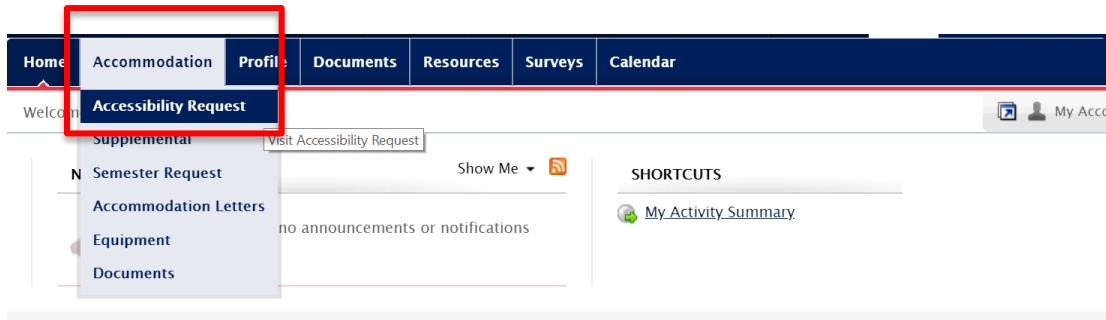 Home Accommodation Profile Documents Resources Surveys Calendar
Accessibility Request
My
Visit Accessibility Request
Supplemental
Show Me
SHORTCUTS
Semester Request
Accommodation Letters
My Activity Summary
no announcements or notifications
Equipment
Documents